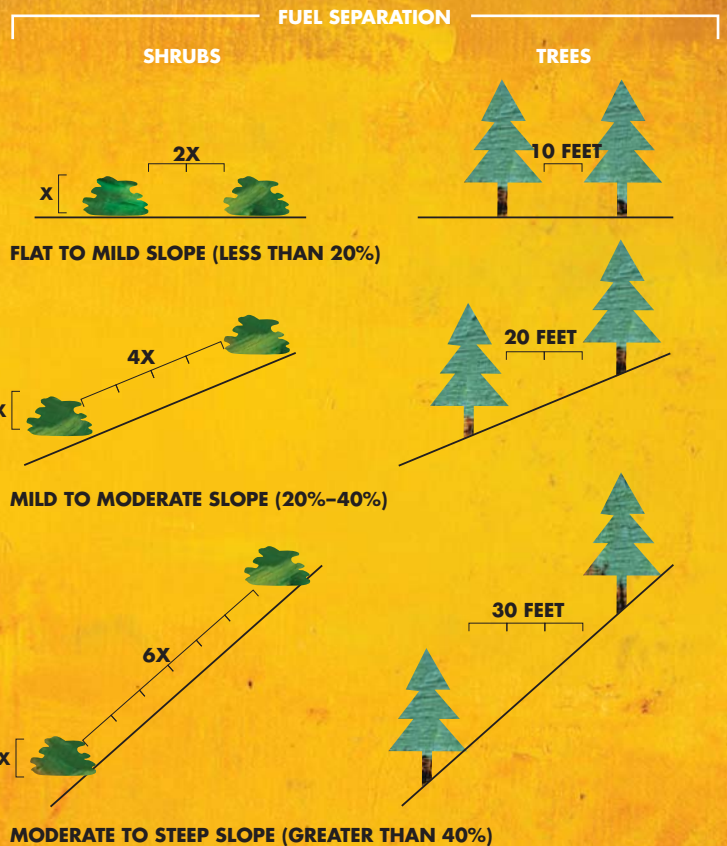 FUEL SEPARATION
SHRUBS
TREES
2X
X
10 FEET
FLAT TO MILD SLOPE (LESS THAN 20%)
4X
X
20 FEET
MILD TO MODERATE SLOPE (20%–40%)
6X
X
30 FEET
MODERATE TO STEEP SLOPE (GREATER THAN 40%)